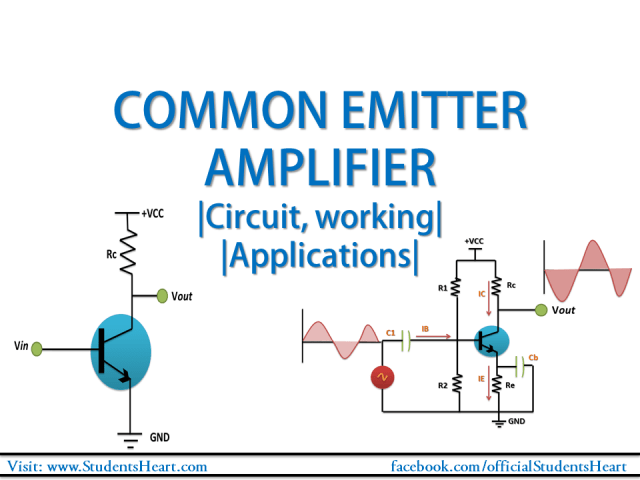 COMMON EMITTER
AMPLIFIER
|Circuit, working|
|Applications|
+VCC
Rc
Vout
Vin
GND
+VCC
R1
Rc
IC
Vout
C1
IB
Cb
R2
IE
Re
GND
Visit: www.StudentsHeart.com
facebook.com/officialStudentsHeart